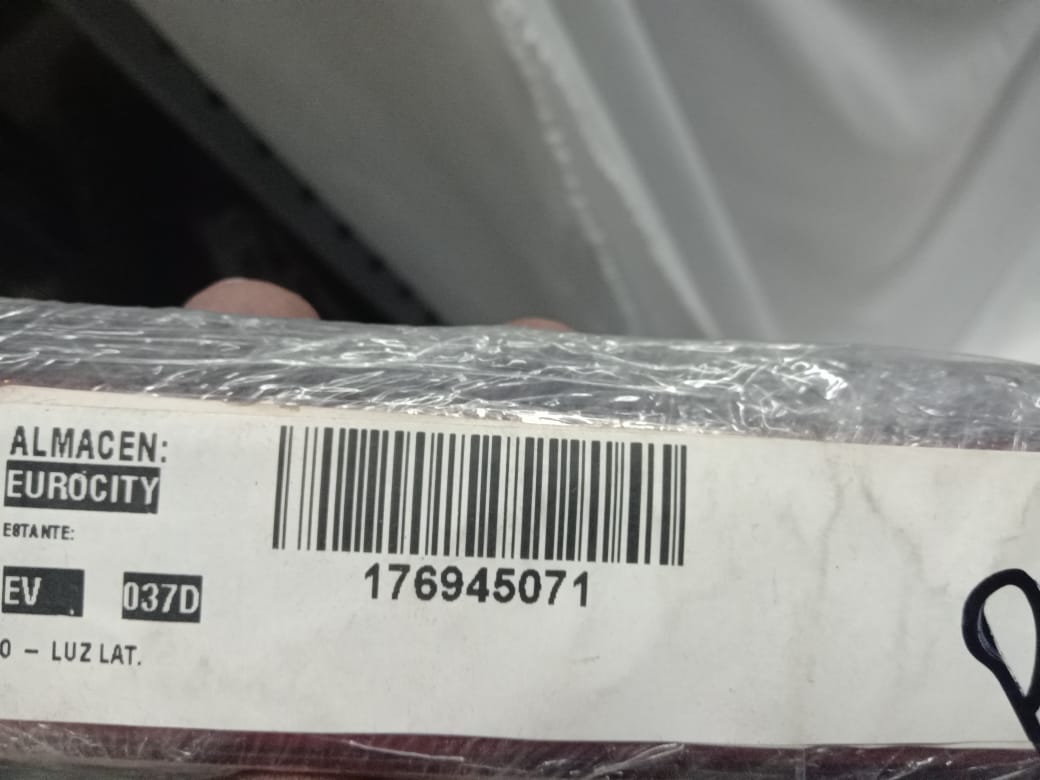 ALMACEN:
EUROCITY
ESTANTE:
EV 037D
O – LUZ LAT.
176945071